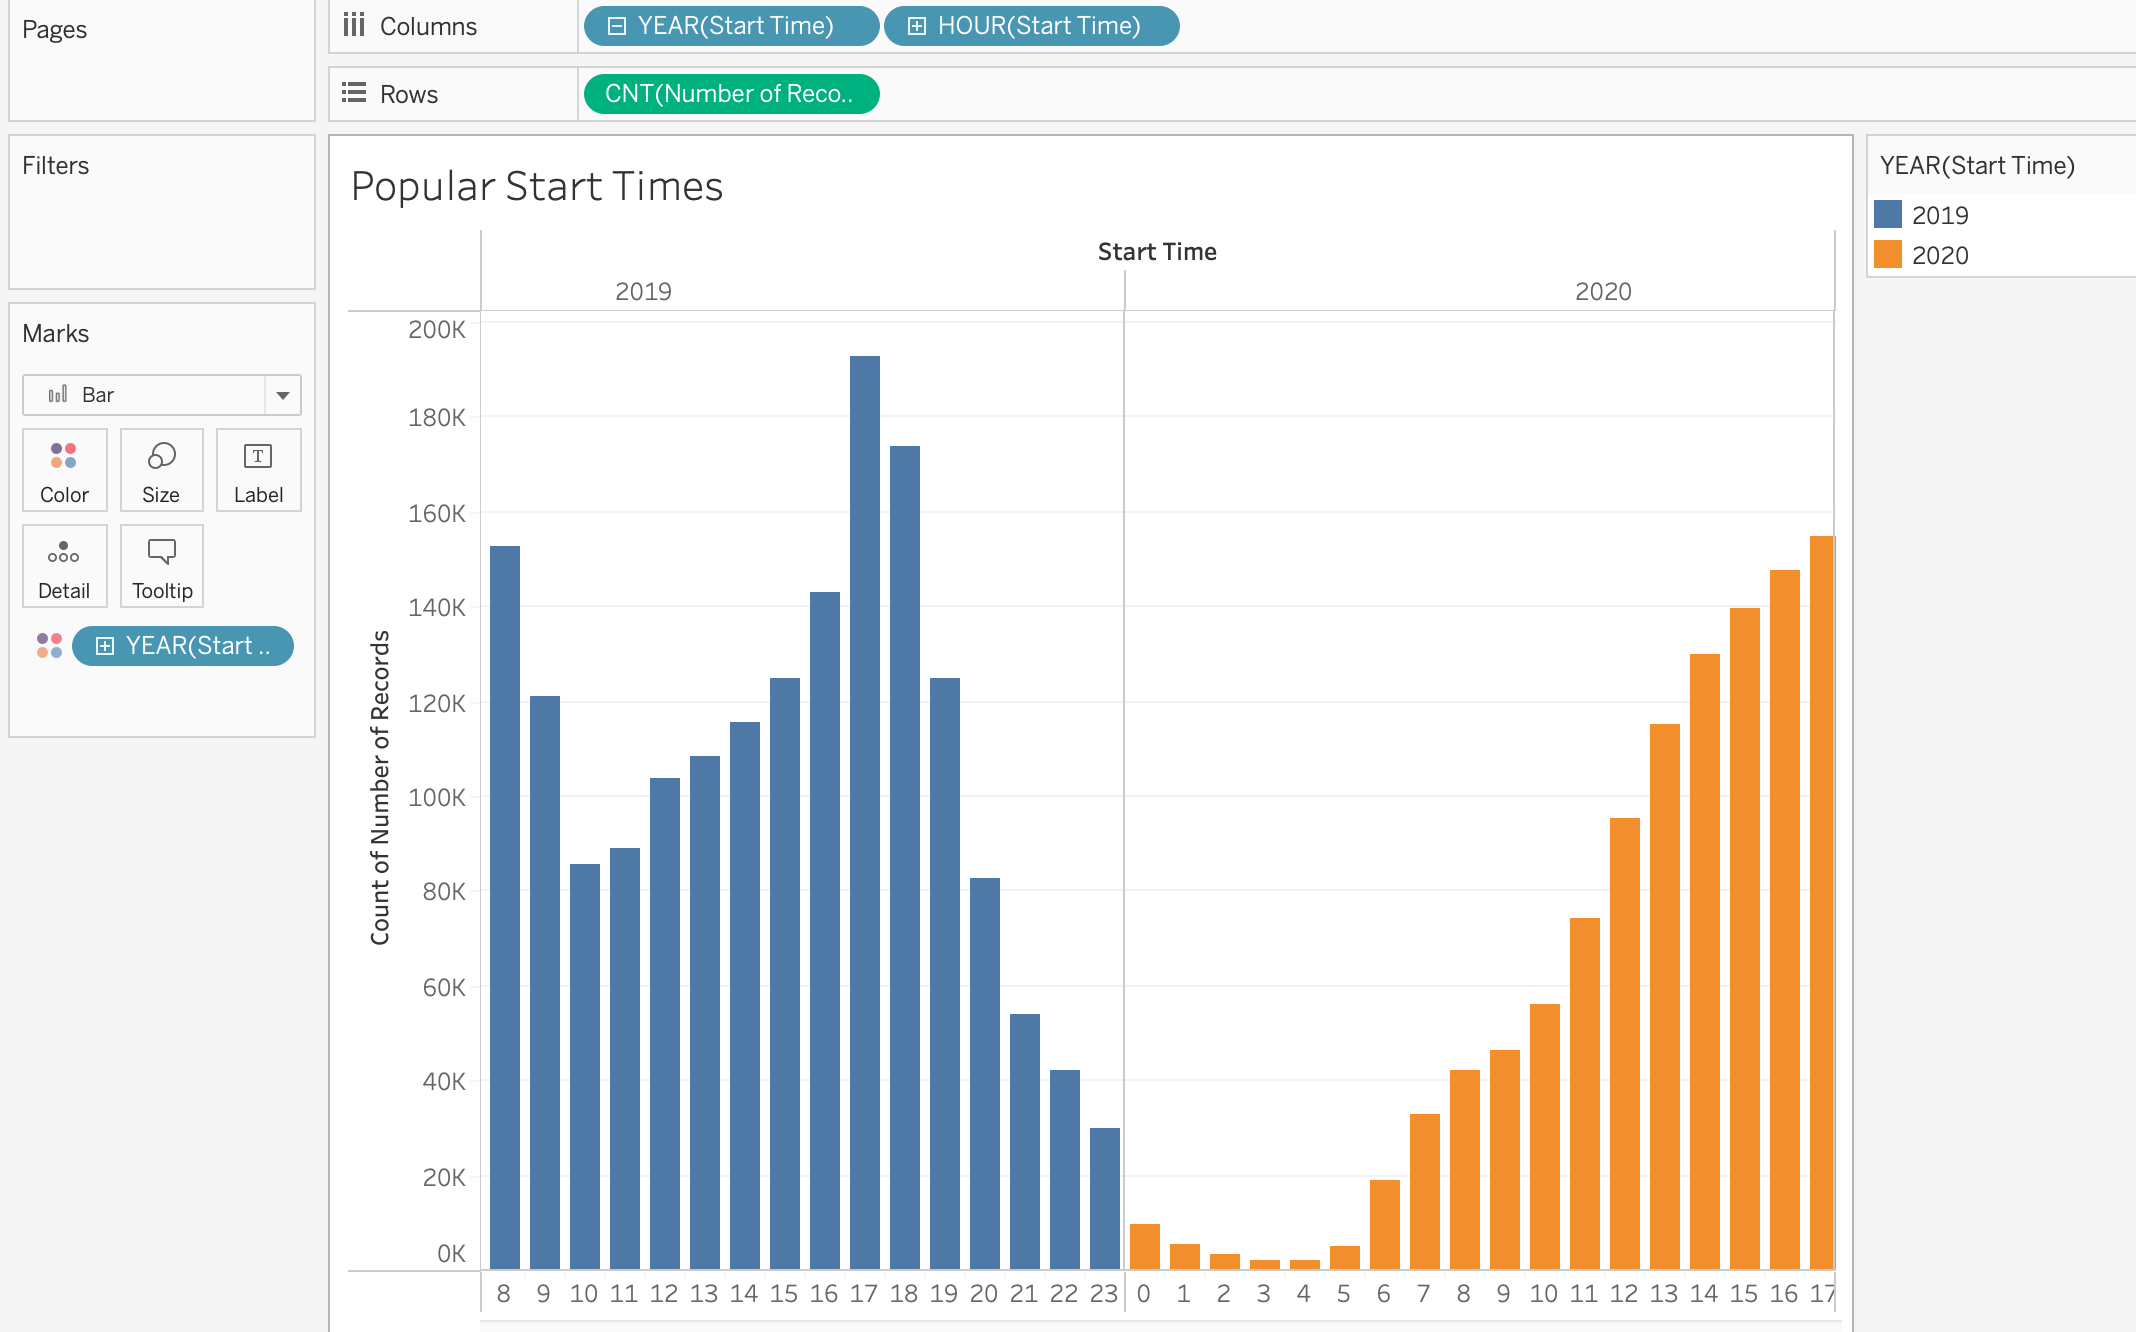 Pages
Columns
YEAR(Start Time)
HOUR(Start Time)
Rows
CNT(Number of Reco..
Filters
Marks
Bar
Color
Size
Label
Detail
Tooltip
YEAR(Start ..
Popular Start Times
Start Time
2019
2020
Count of Number of Records
200K
180K
160K
140K
120K
100K
80K
60K
40K
20K
0K
8 9 10 11 12 13 14 15 16 17 18 19 20 21 22 23 0 1 2 3 4 5 6 7 8 9 10 11 12 13 14 15 16 17
YEAR(Start Time)
2019
2020